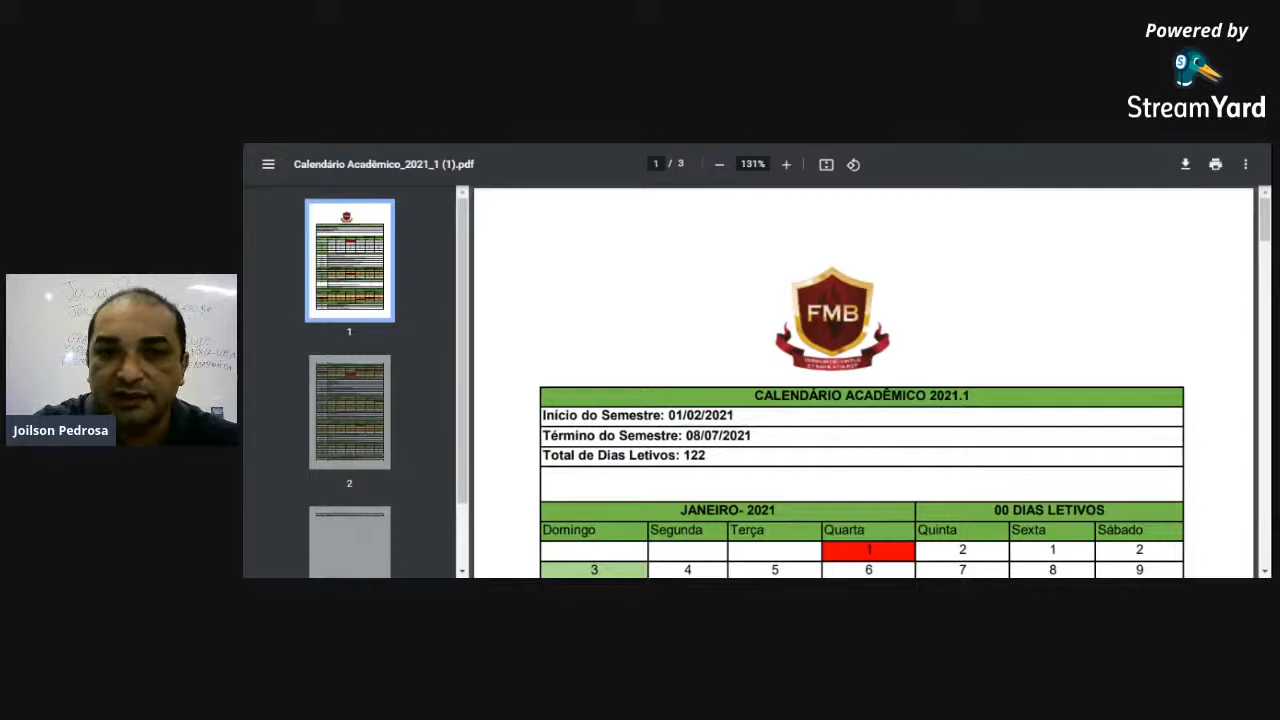 Powered by
StreamYard
Calendário Acadêmico_2021_1 (1).pdf
1 / 3
131%
1
2
Joilson Pedrosa
FMB
CALENDÁRIO ACADÊMICO 2021.1
Início do Semestre: 01/02/2021
Término do Semestre: 08/07/2021
Total de Dias Letivos: 122
JANEIRO- 2021 00 DIAS LETIVOS
Domingo Segunda Terça Quarta Quinta Sexta Sábado
1 2 1 2
3 4 5 6 7 8 9